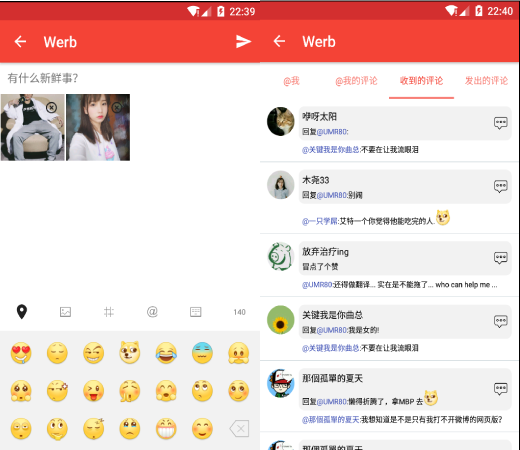 22:39
Werb
有什么新鲜事?
140
22:40
Werb
@我
@我的评论
收到的评论
发出的评论
咿呀太阳
回复@UMR80:
@关键我是你曲总:不要在让我流眼泪
木尧33
回复@UMR80:别闹
@一只学屌:艾特一个你觉得他能吃完的人.
放弃治疗ing
冒点了个赞
@UMR80:还得做翻译... 实在是不能拖了... who can help me ...
关键我是你曲总
回复@UMR80:我是女的!
@关键我是你曲总:不要在让我流眼泪
那個孤單的夏天
回复@UMR80:懒得折腾了，拿MBP 去
@那個孤單的夏天:我想知道是不是只有我打不开微博的网页版?
那個孤單的夏天